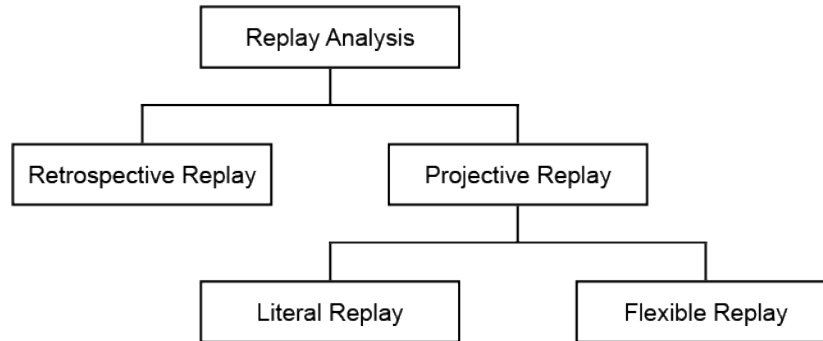 Replay Analysis
Retrospective Replay
Projective Replay
Literal Replay
Flexible Replay